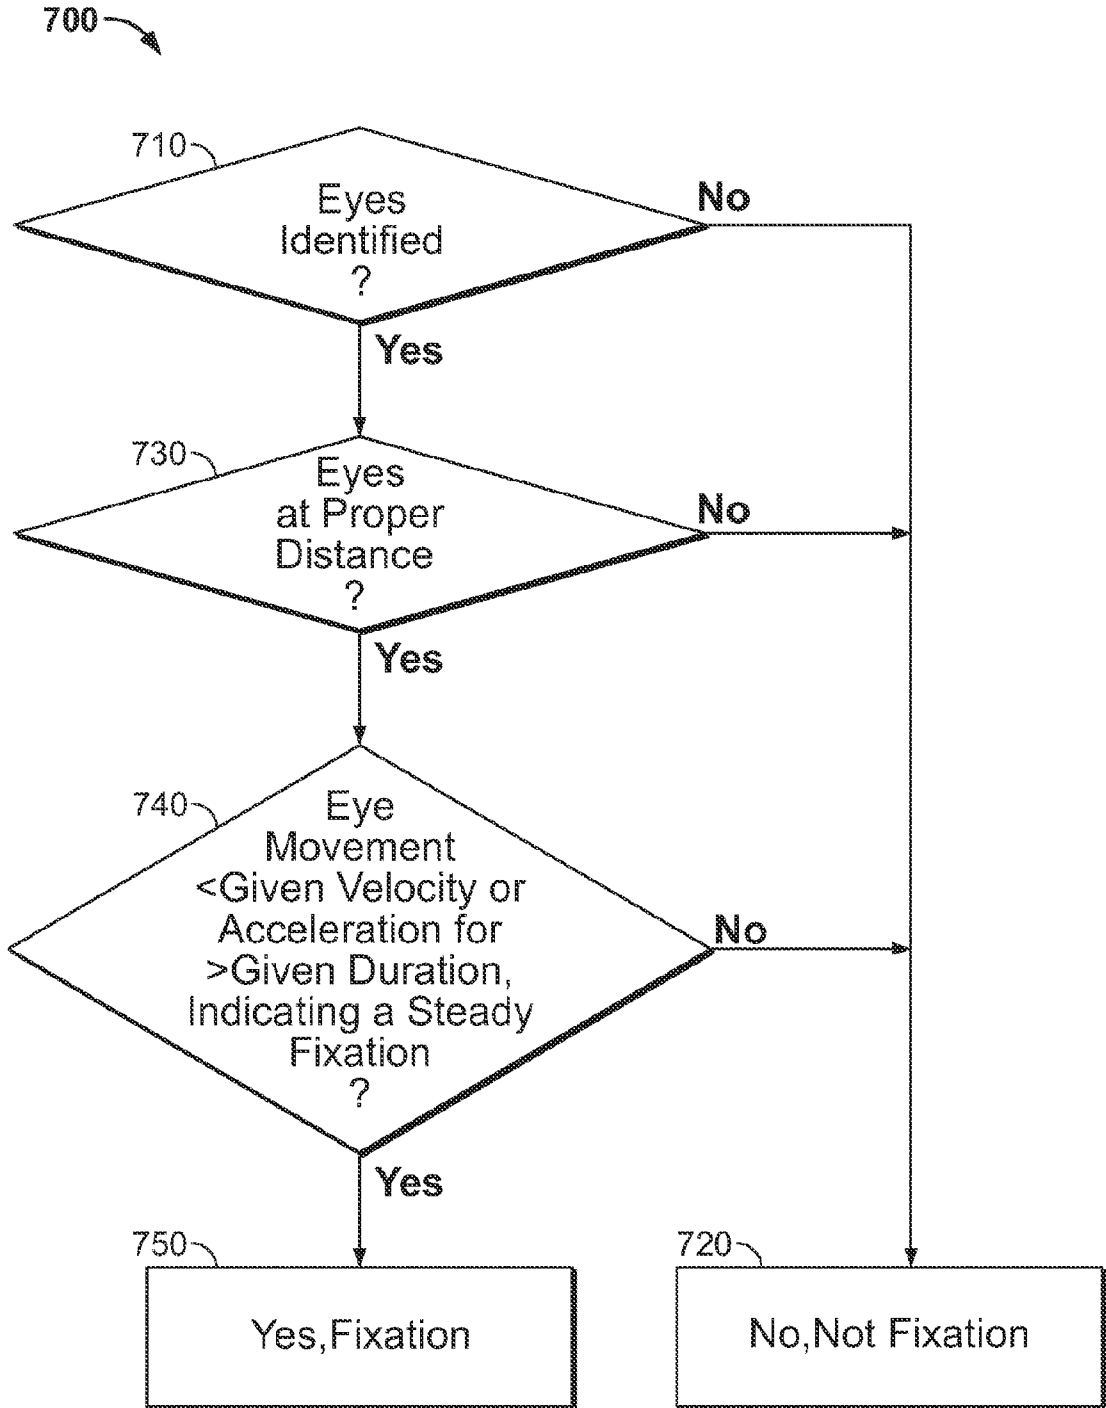 700
710
Eyes
Identified
?
No
Yes
730
Eyes
at Proper
Distance
?
No
Yes
740
Eye
Movement
<Given Velocity or
Acceleration for
>Given Duration,
Indicating a Steady
Fixation
?
No
Yes
750
Yes,Fixation
720
No,Not Fixation